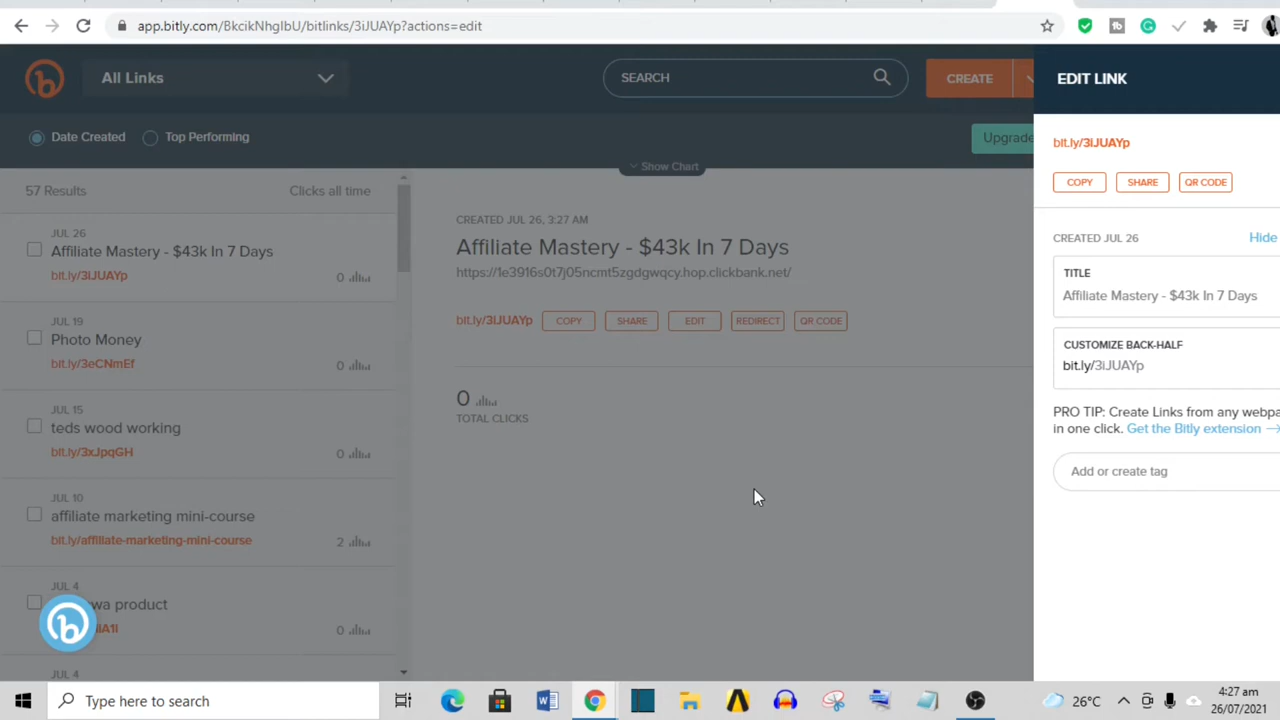 app.bitly.com/BkcikNhgIbU/bitlinks/3iJUAYp?actions=edit
All Links
SEARCH
CREATE
EDIT LINK
Date Created
Top Performing
Upgrade
Show Chart
57 Results
Clicks all time
JUL 26
Affiliate Mastery - $43k In 7 Days
bit.ly/3iJUAYp
0
JUL 19
Photo Money
bit.ly/3eCNmEf
0
JUL 15
teds wood working
bit.ly/3xJpqGH
0
JUL 10
affiliate marketing mini-course
bit.ly/affiliate-marketing-mini-course
2
JUL 4
wa product
0
JUL 4
CREATED JUL 26, 3:27 AM
Affiliate Mastery - $43k In 7 Days
https://1e3916s0t7j05ncmt5zgdgwqcy.hop.clickbank.net/
bit.ly/3iJUAYp
COPY
SHARE
EDIT
REDIRECT
QR CODE
0
TOTAL CLICKS
bit.ly/3iJUAYp
COPY
SHARE
QR CODE
CREATED JUL 26
Hide
TITLE
Affiliate Mastery - $43k In 7 Days
CUSTOMIZE BACK-HALF
bit.ly/3iJUAYp
PRO TIP: Create Links from any webpa
in one click. Get the Bitly extension →
Add or create tag
Type here to search
26°C
4:27 am
26/07/2021